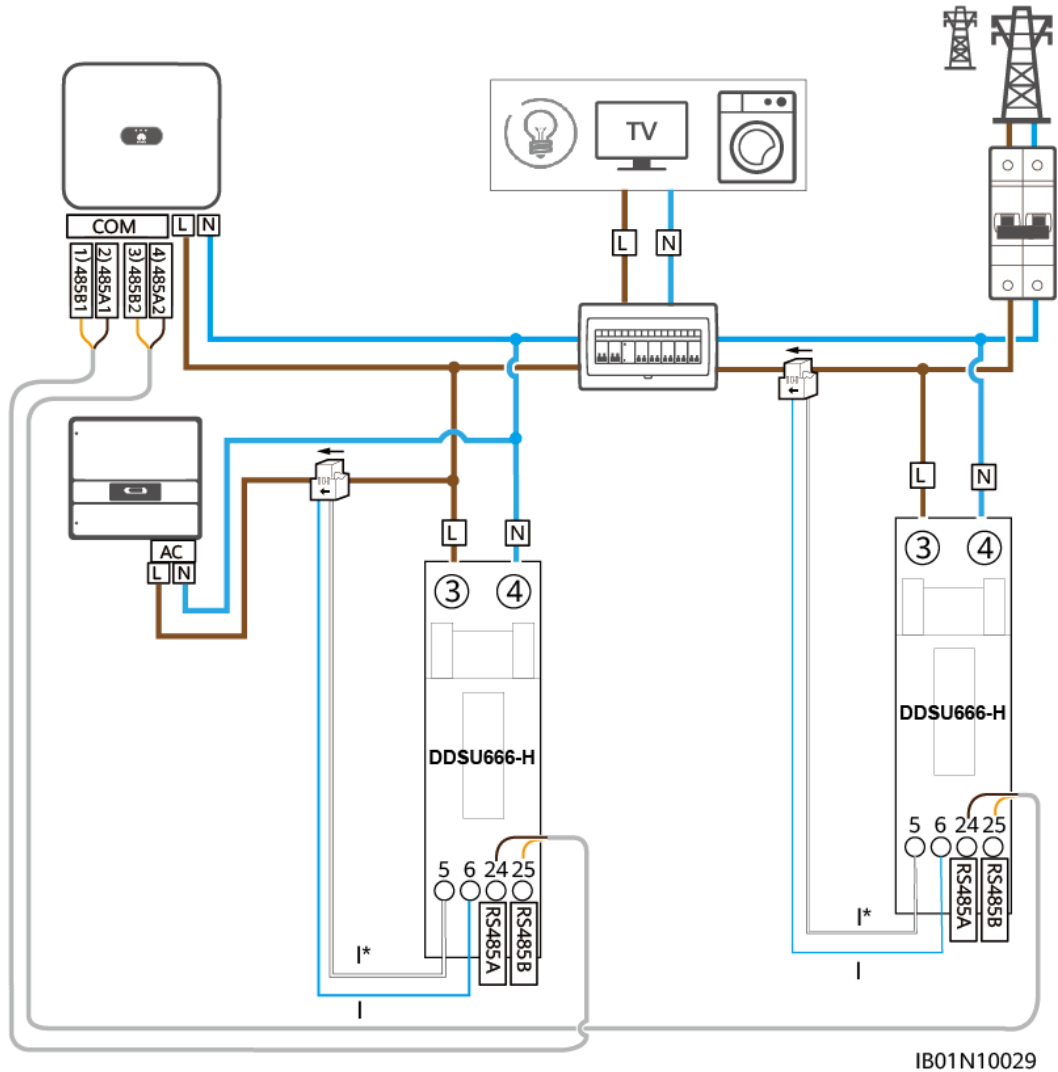 TV
COM
L
N
1) 485B1
2) 485A1
3) 485B2
4) 485A2
L
N
AC
L
N
L
N
3
4
DDSU666-H
5
6
24
25
RS485A
RS485B
I*
I
L
N
3
4
DDSU666-H
5
6
24
25
RS485A
RS485B
I*
I
IB01N10029